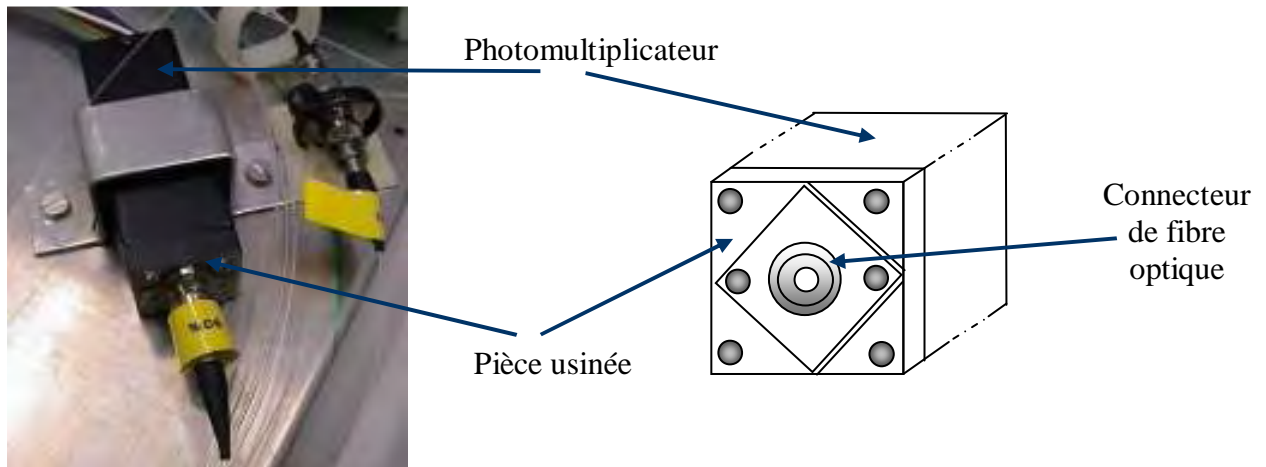 Photomultiplicateur
Connecteur
de fibre
optique
Pièce usinée